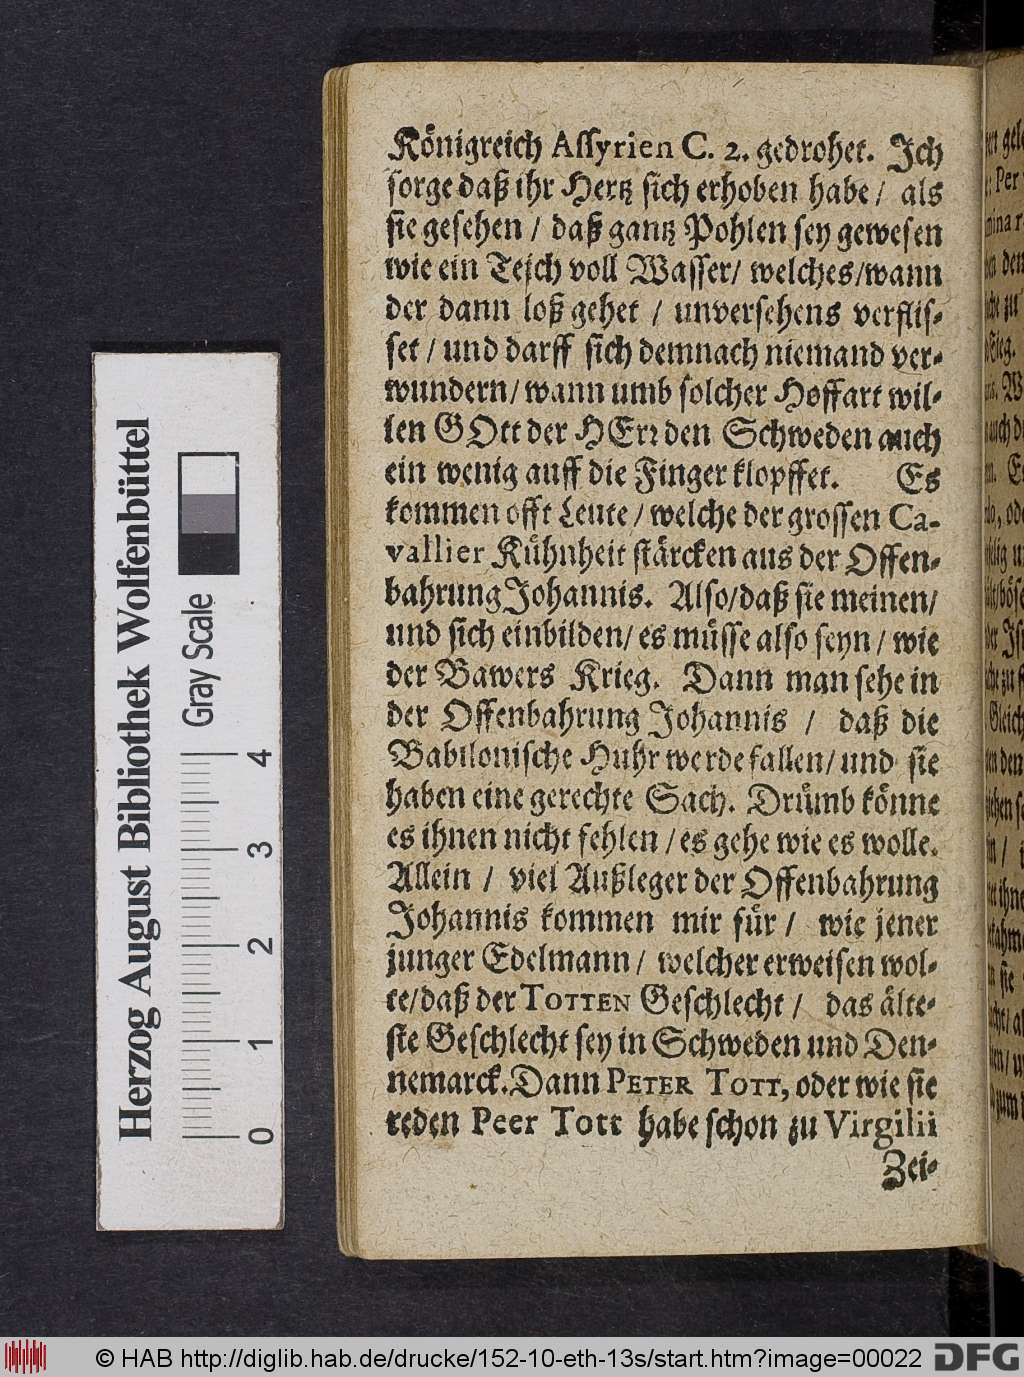 Königreich Assyrien C. 2. gedrohet. Ich
sorge daß ihr Hertz sich erhoben habe / als
sie gesehen / daß gantz Pohlen sey gewesen
wie ein Teich voll Wasser/ welches/wann
der dann loß gehet / unversehens verflis-
set / und darff sich demnach niemand ver-
wundern/ wann umb solcher Hoffart wil-
len GOtt der HErr den Schweden auch
ein wenig auff die Finger klopffet. Es
kommen offt Leute / welche der grossen Ca-
vallier Kühnheit stärcken aus der Offen-
bahrung Johannis. Also/daß sie meinen/
und sich einbilden/ es müsse also seyn / wie
der Bawers Krieg. Dann man sehe in
der Offenbahrung Johannis / daß die
Babilonische Huhr werde fallen/ und sie
haben eine gerechte Sach. Drümb könne
es ihnen nicht fehlen / es gehe wie es wolle.
Allein / viel Außleger der Offenbahrung
Johannis kommen mir für / wie jener
junger Edelmann / welcher erweisen wol-
te/daß der TOTTEN Geschlecht / das älte-
ste Geschlecht sey in Schweden und Den-
nemarck. Dann PETER TOTT, oder wie sie
reden Peer Tott habe schon zu Virgilii
Zei-
Herzog August Bibliothek Wolfenbüttel
Gray Scale
0 1 2 3 4
© HAB http://diglib.hab.de/drucke/152-10-eth-13s/start.htm?image=00022
DFG